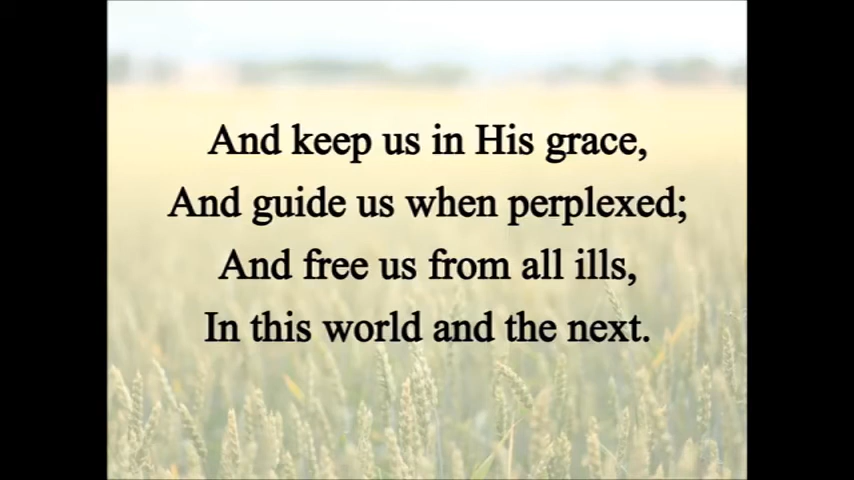 And keep us in His grace,
And guide us when perplexed;
And free us from all ills,
In this world and the next.